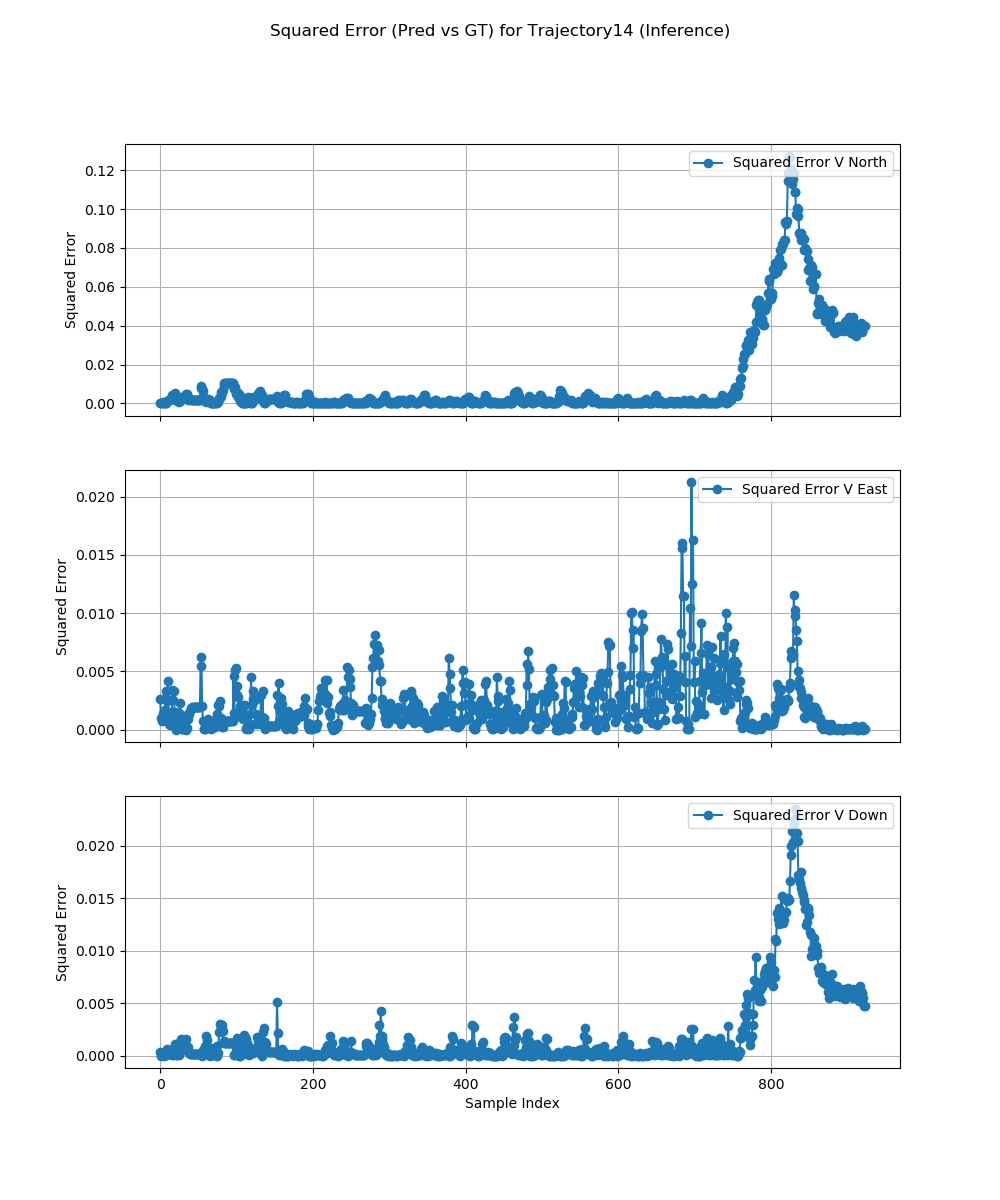 Squared Error (Pred vs GT) for Trajectory14 (Inference)
0.12
0.10
0.08
0.06
0.04
0.02
0.00
Squared Error
Squared Error V North
0.020
0.015
0.010
0.005
0.000
Squared Error
Squared Error V East
0.020
0.015
0.010
0.005
0.000
Squared Error
Squared Error V Down
0 200 400 600 800
Sample Index